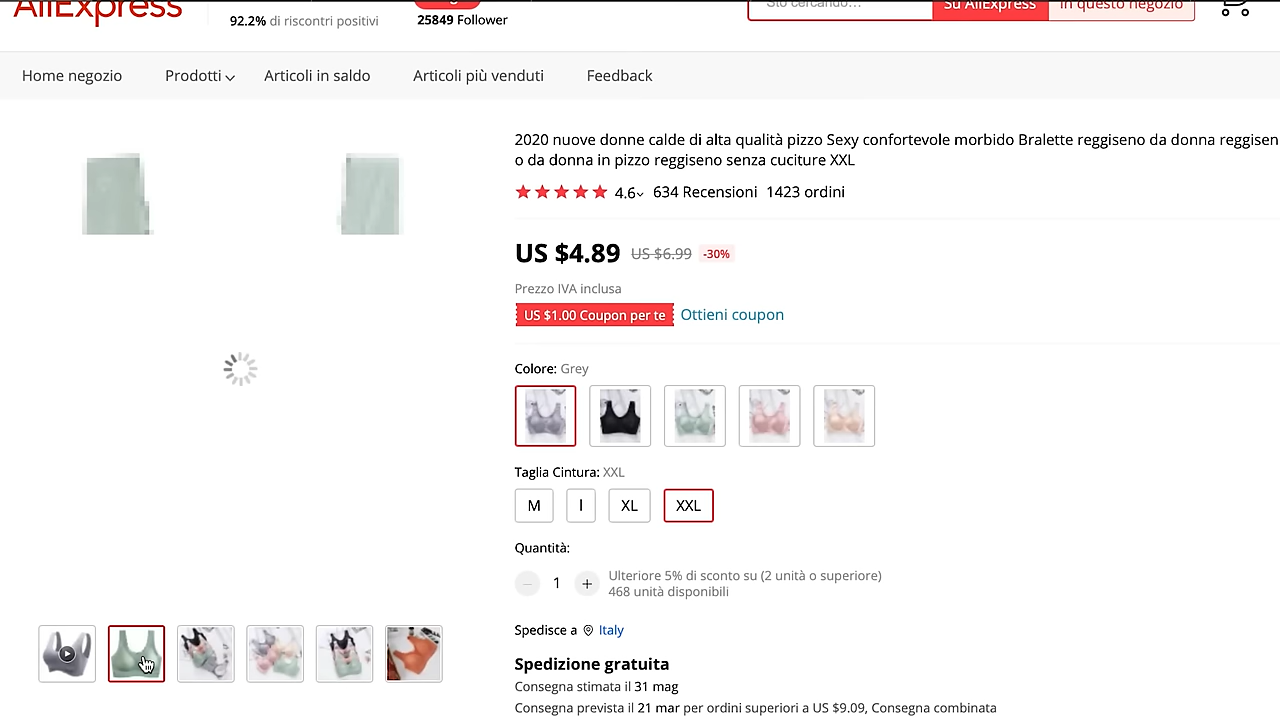 AliExpress
92.2% di riscontri positivi
25849 Follower
Sto cercando...
Su AliExpress
In questo negozio
Home negozio
Prodotti
Articoli in saldo
Articoli più venduti
Feedback
2020 nuove donne calde di alta qualità pizzo Sexy confortevole morbido Bralette reggiseno da donna reggisen
o da donna in pizzo reggiseno senza cuciture XXL
4.6 634 Recensioni 1423 ordini
US $4.89 US $6.99 -30%
Prezzo IVA inclusa
US $1.00 Coupon per te Ottieni coupon
Colore: Grey
Taglia Cintura: XXL
M l XL XXL
Quantità:
1
Ulteriore 5% di sconto su (2 unità o superiore)
468 unità disponibili
Spedisce a Italy
Spedizione gratuita
Consegna stimata il 31 mag
Consegna prevista il 21 mar per ordini superiori a US $9.09, Consegna combinata